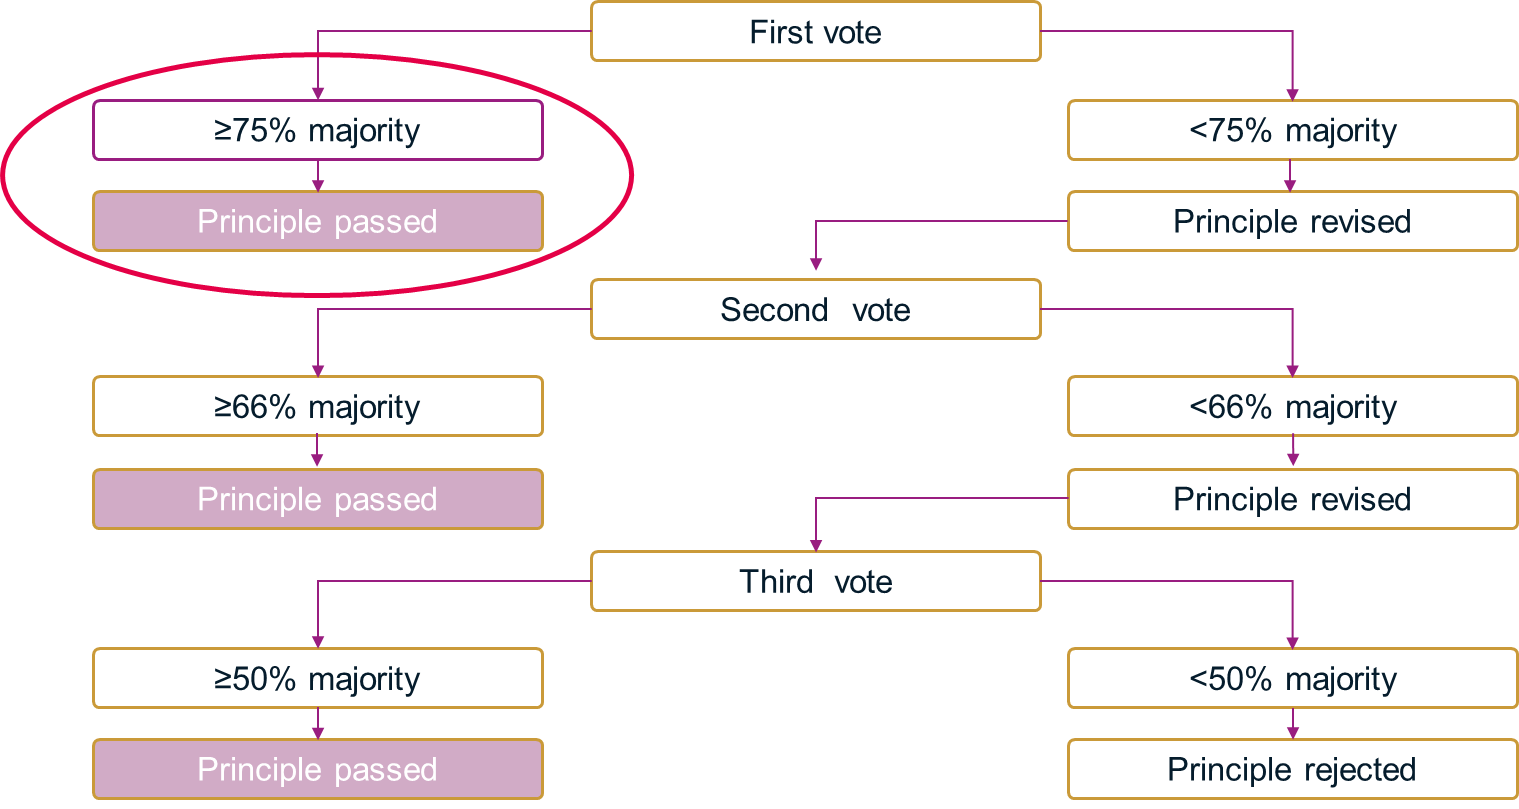 First vote
≥75% majority
<75% majority
Principle passed
Principle revised
Second vote
≥66% majority
<66% majority
Principle passed
Principle revised
Third vote
≥50% majority
<50% majority
Principle passed
Principle rejected